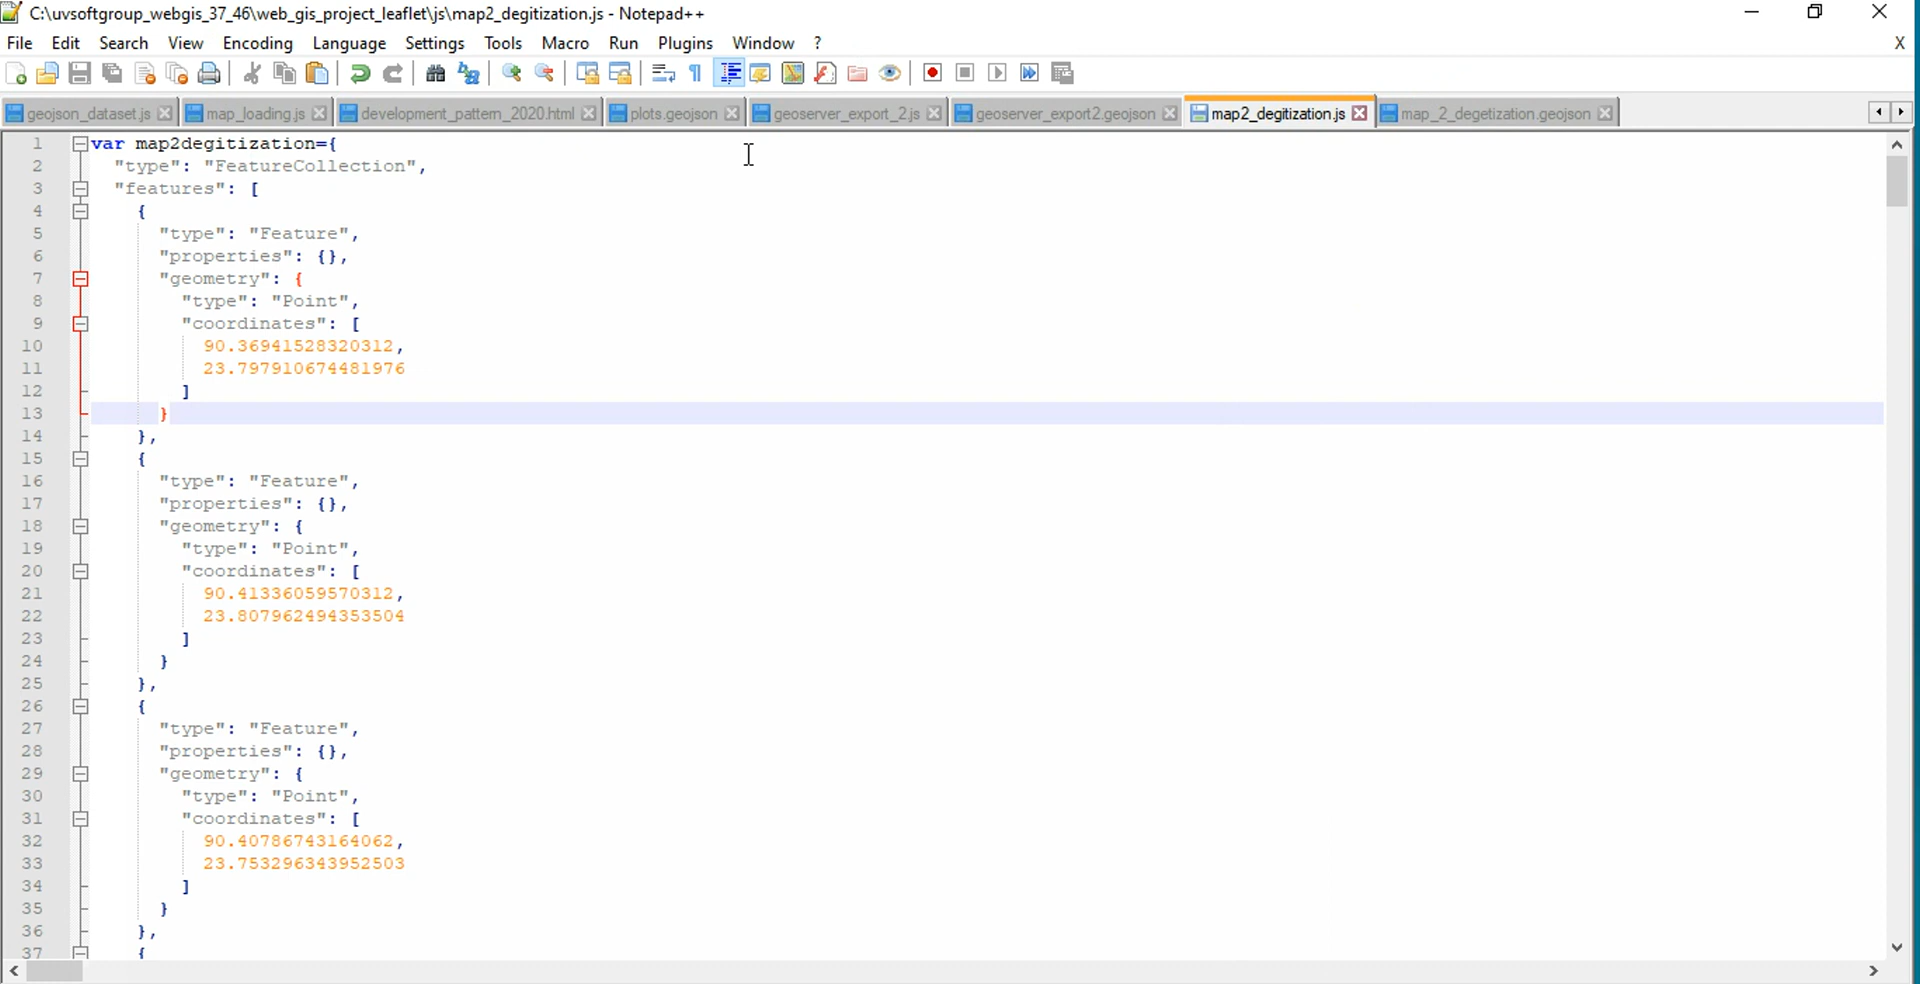 C:\uvsoftgroup_webgis_37_46\web_gis_project_leaflet\js\map2_degitization.js - Notepad++
File Edit Search View Encoding Language Settings Tools Macro Run Plugins Window ? X
geojson_dataset.js map_loading.js development_pattern_2020.html plots.geojson geoserver_export_2.js geoserver_export2.geojson map2_degitization.js map_2_degetization.geojson
1 var map2degitization={
2 "type": "FeatureCollection",
3 "features": [
4 {
5 "type": "Feature",
6 "properties": {},
7 "geometry": {
8 "type": "Point",
9 "coordinates": [
10 90.36941528320312,
11 23.797910674481976
12 ]
13 }
14 },
15 {
16 "type": "Feature",
17 "properties": {},
18 "geometry": {
19 "type": "Point",
20 "coordinates": [
21 90.41336059570312,
22 23.807962494353504
23 ]
24 }
25 },
26 {
27 "type": "Feature",
28 "properties": {},
29 "geometry": {
30 "type": "Point",
31 "coordinates": [
32 90.40786743164062,
33 23.753296343952503
34 ]
35 }
36 },
37 {